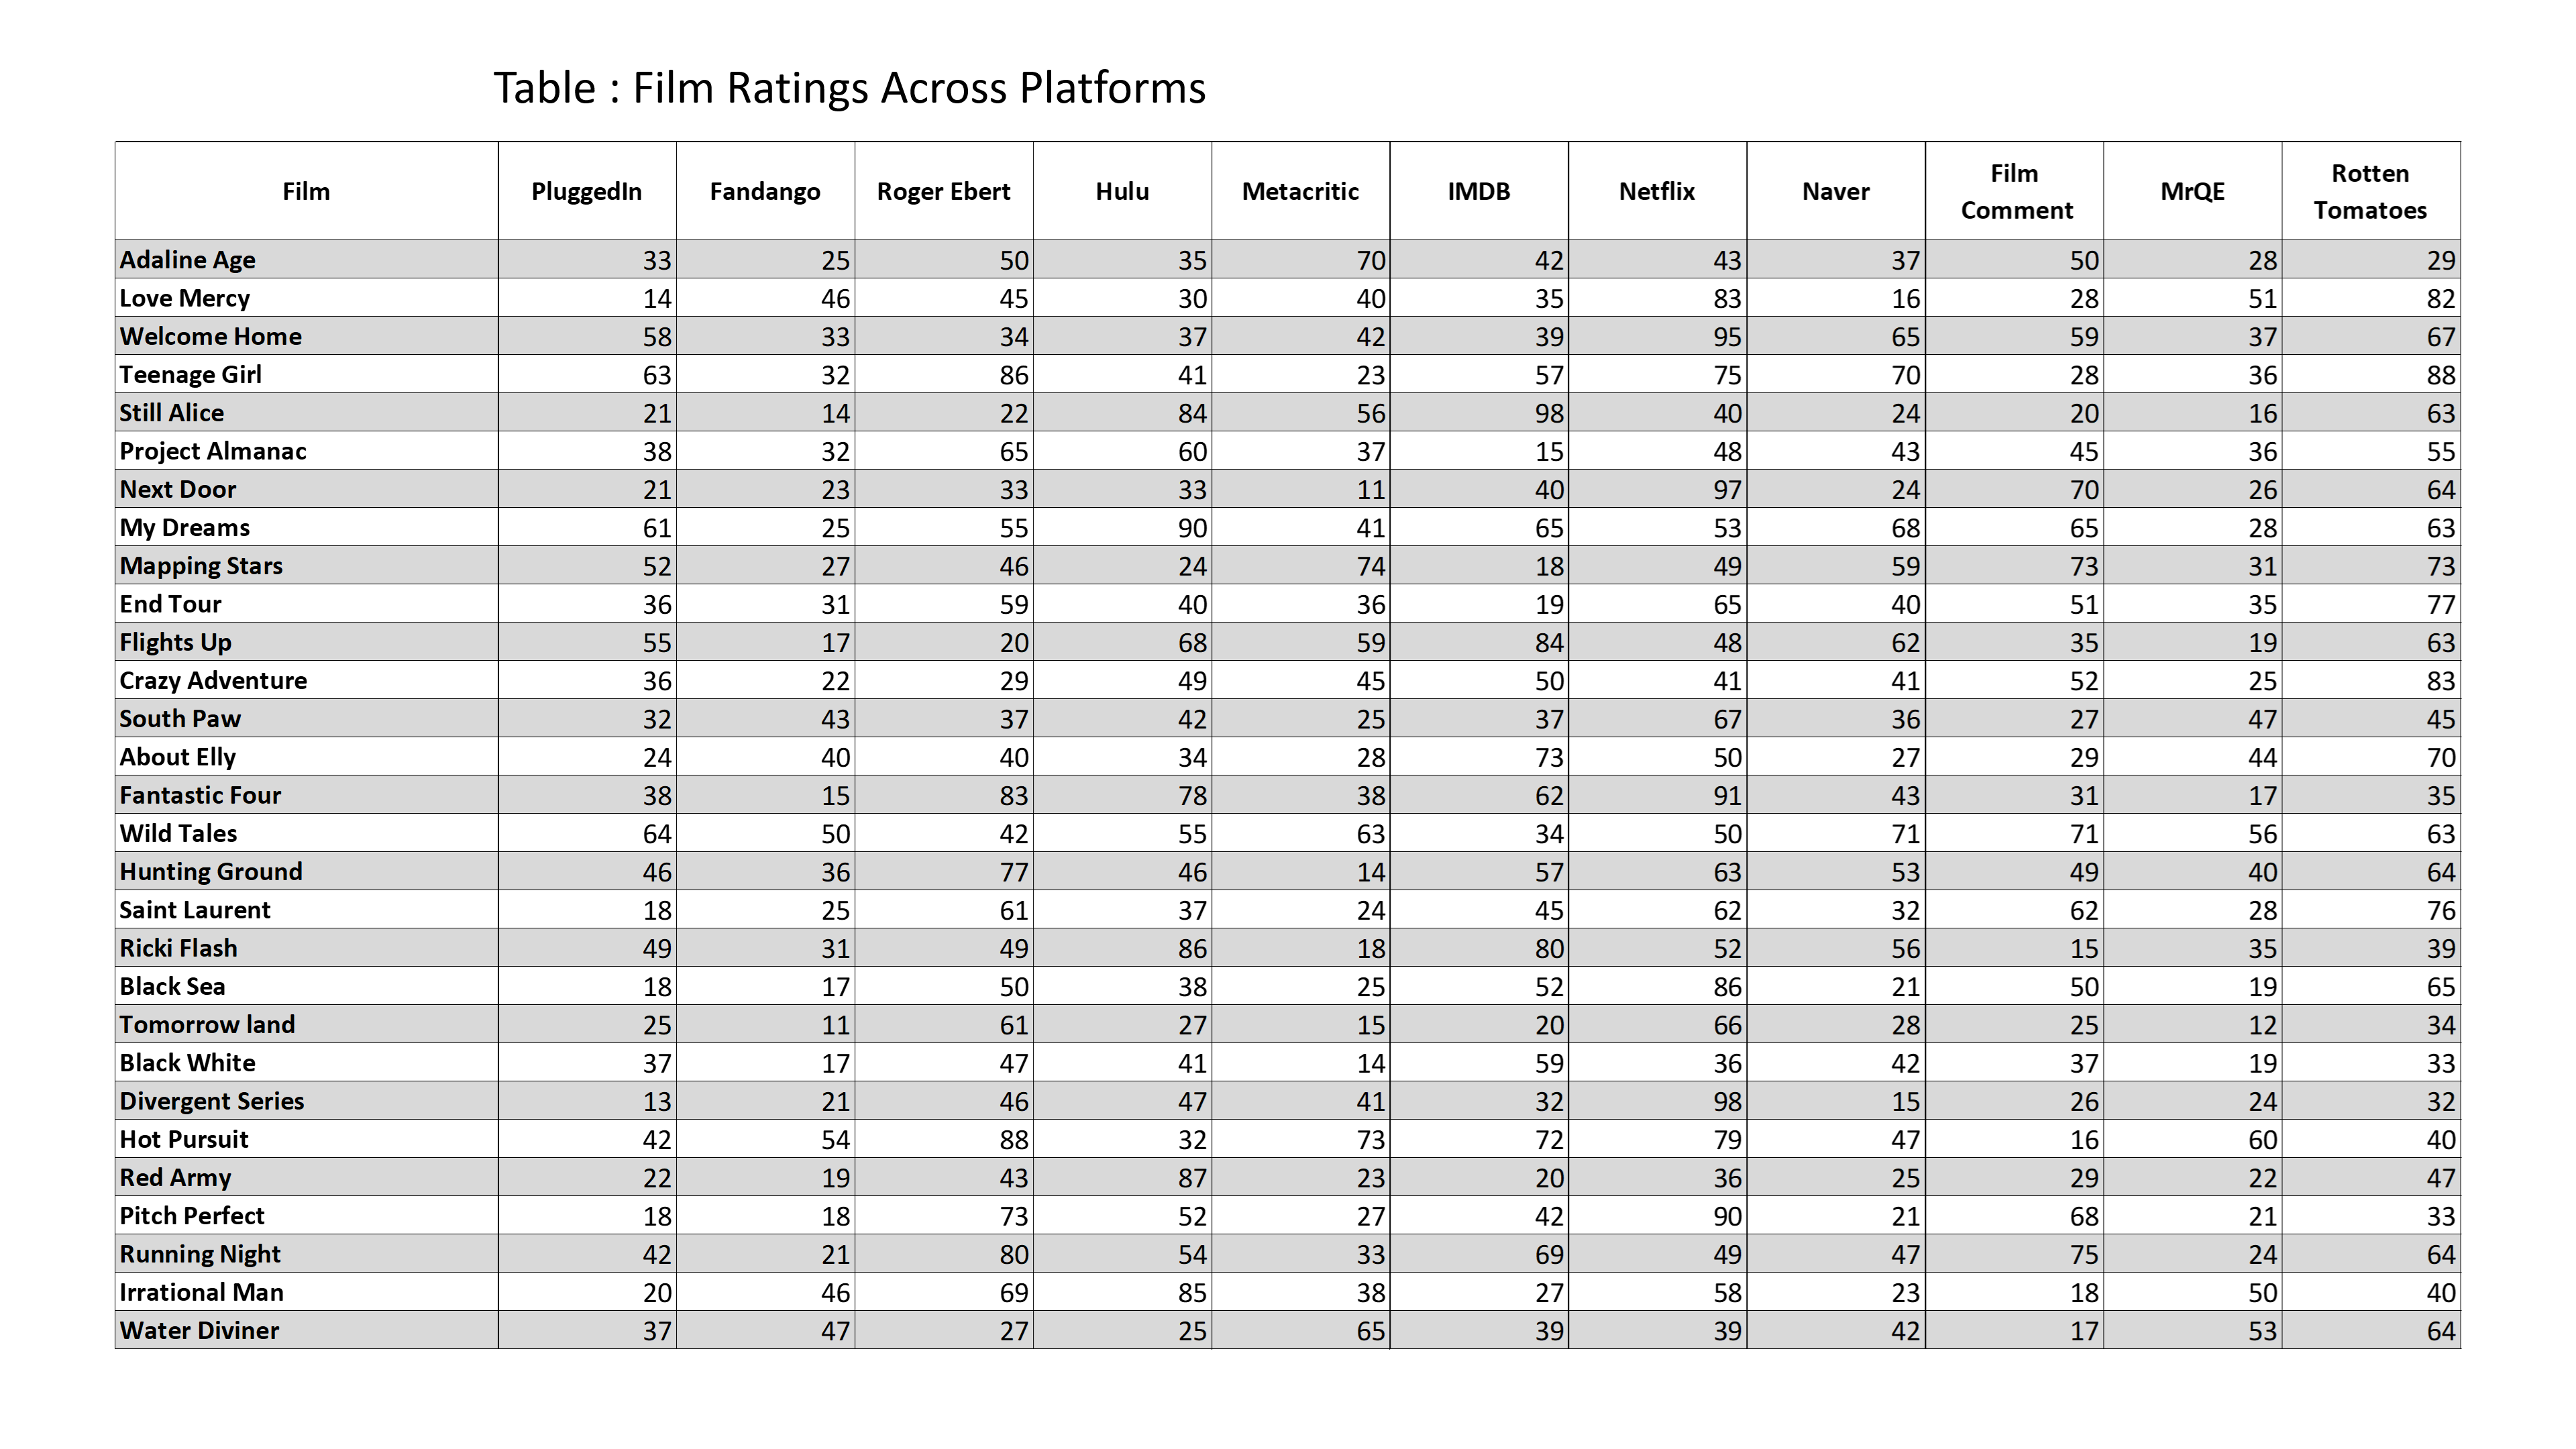 Table : Film Ratings Across Platforms
Film PluggedIn Fandango Roger Ebert Hulu Metacritic IMDB Netflix Naver Film Comment MrQE Rotten Tomatoes
Adaline Age 33 25 50 35 70 42 43 37 50 28 29
Love Mercy 14 46 45 30 40 35 83 16 28 51 82
Welcome Home 58 33 34 37 42 39 95 65 59 37 67
Teenage Girl 63 32 86 41 23 57 75 70 28 36 88
Still Alice 21 14 22 84 56 98 40 24 20 16 63
Project Almanac 38 32 65 60 37 15 48 43 45 36 55
Next Door 21 23 33 33 11 40 97 24 70 26 64
My Dreams 61 25 55 90 41 65 53 68 65 28 63
Mapping Stars 52 27 46 24 74 18 49 59 73 31 73
End Tour 36 31 59 40 36 19 65 40 51 35 77
Flights Up 55 17 20 68 59 84 48 62 35 19 63
Crazy Adventure 36 22 29 49 45 50 41 41 52 25 83
South Paw 32 43 37 42 25 37 67 36 27 47 45
About Elly 24 40 40 34 28 73 50 27 29 44 70
Fantastic Four 38 15 83 78 38 62 91 43 31 17 35
Wild Tales 64 50 42 55 63 34 50 71 71 56 63
Hunting Ground 46 36 77 46 14 57 63 53 49 40 64
Saint Laurent 18 25 61 37 24 45 62 32 62 28 76
Ricki Flash 49 31 49 86 18 80 52 56 15 35 39
Black Sea 18 17 50 38 25 52 86 21 50 19 65
Tomorrow land 25 11 61 27 15 20 66 28 25 12 34
Black White 37 17 47 41 14 59 36 42 37 19 33
Divergent Series 13 21 46 47 41 32 98 15 26 24 32
Hot Pursuit 42 54 88 32 73 72 79 47 16 60 40
Red Army 22 19 43 87 23 20 36 25 29 22 47
Pitch Perfect 18 18 73 52 27 42 90 21 68 21 33
Running Night 42 21 80 54 33 69 49 47 75 24 64
Irrational Man 20 46 69 85 38 27 58 23 18 50 40
Water Diviner 37 47 27 25 65 39 39 42 17 53 64